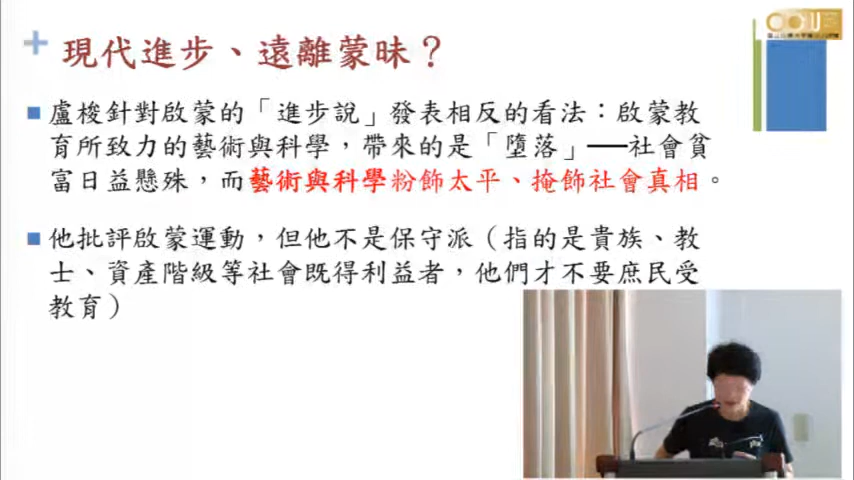 現代進步、遠離蒙昧？
盧梭針對啟蒙的「進步說」發表相反的看法：啟蒙教
育所致力的藝術與科學，帶來的是「墮落」──社會貧
富日益懸殊，而藝術與科學粉飾太平、掩飾社會真相。
他批評啟蒙運動，但他不是保守派（指的是貴族、教
士、資產階級等社會既得利益者，他們才不要庶民受
教育）